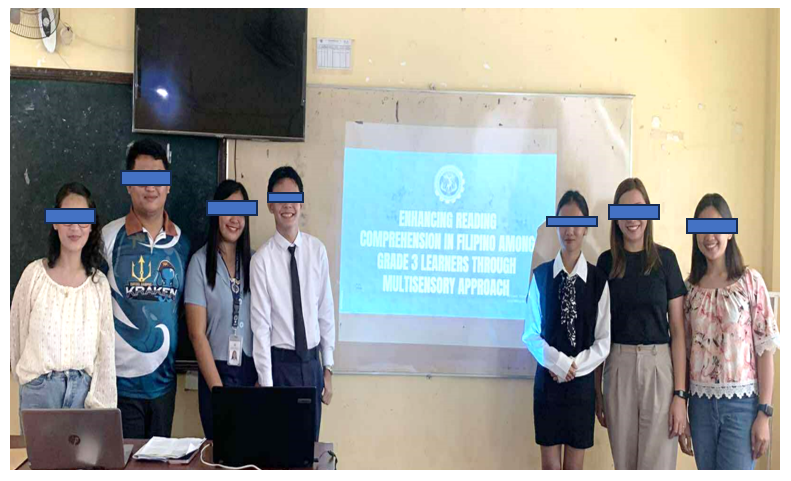 ENHANCING READING
COMPREHENSION IN FILIPINO AMONG
GRADE 3 LEARNERS THROUGH
MULTISENSORY APPROACH
KRAKEN